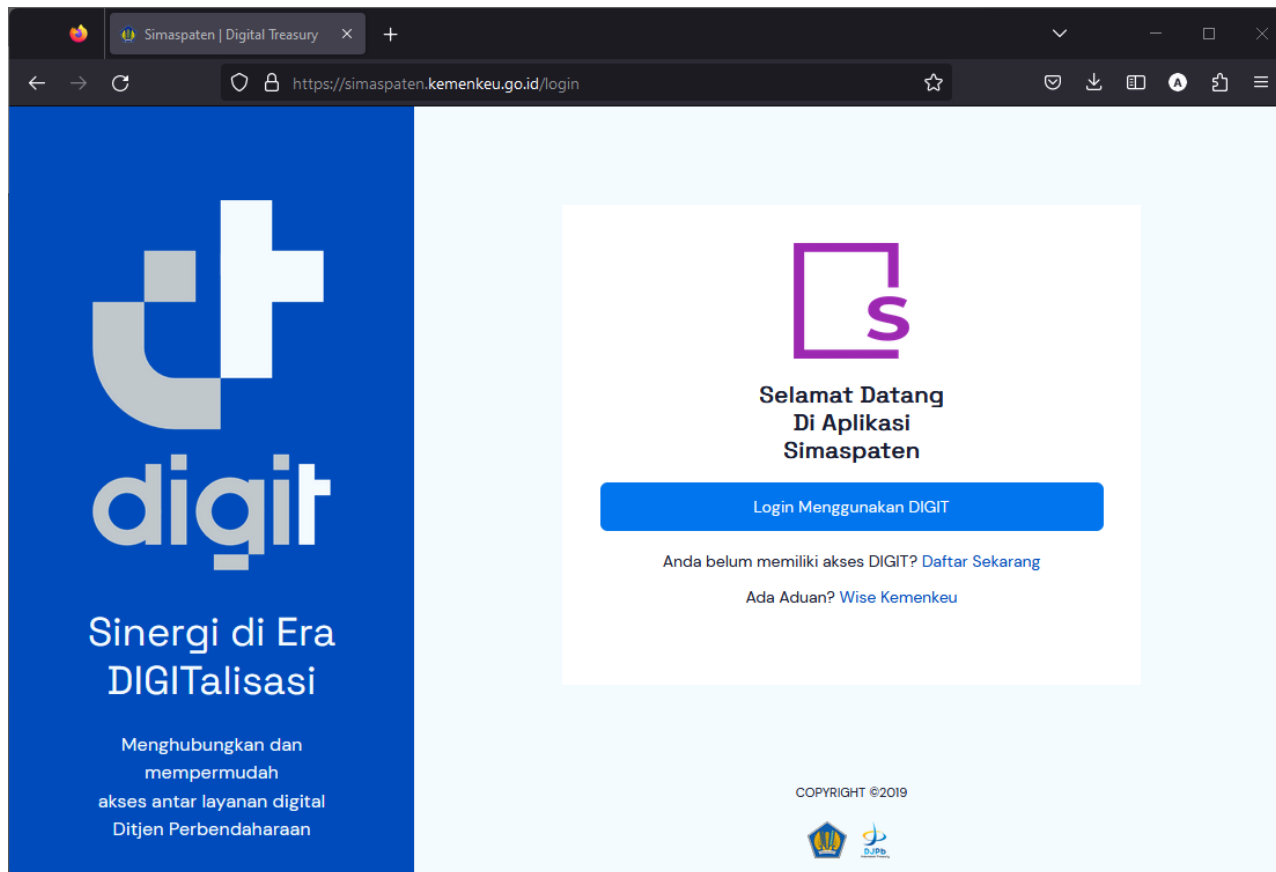 Simaspaten | Digital Treasury
https://simaspaten.kemenkeu.go.id/login
A
digit
Sinergi di Era
DIGITalisasi
Menghubungkan dan
mempermudah
akses antar layanan digital
Ditjen Perbendaharaan
S
Selamat Datang
Di Aplikasi
Simaspaten
Login Menggunakan DIGIT
Anda belum memiliki akses DIGIT? Daftar Sekarang
Ada Aduan? Wise Kemenkeu
COPYRIGHT ©2019
DJPb